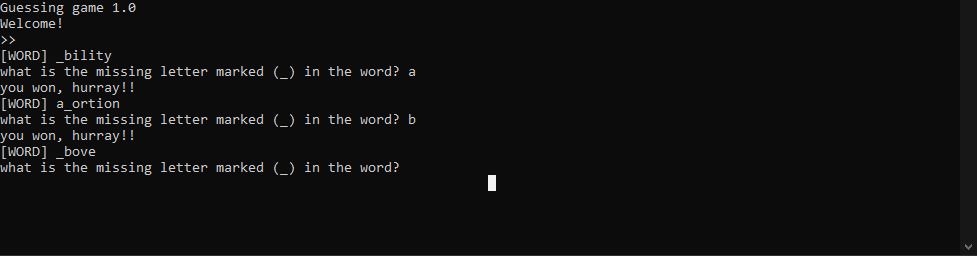 Guessing game 1.0
Welcome!
>>
[WORD] _bility
what is the missing letter marked (_) in the word? a
you won, hurray!!
[WORD] a_ortion
what is the missing letter marked (_) in the word? b
you won, hurray!!
[WORD] _bove
what is the missing letter marked (_) in the word?